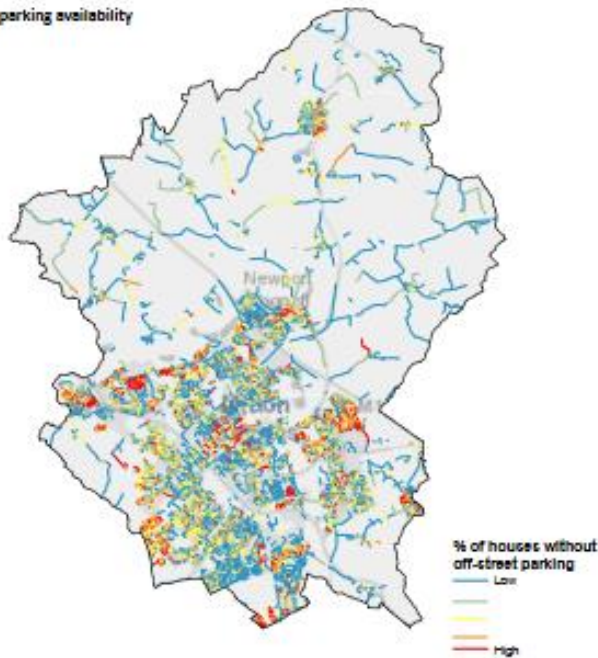 parking availability
Newport
% of houses without
off-street parking
Low
High